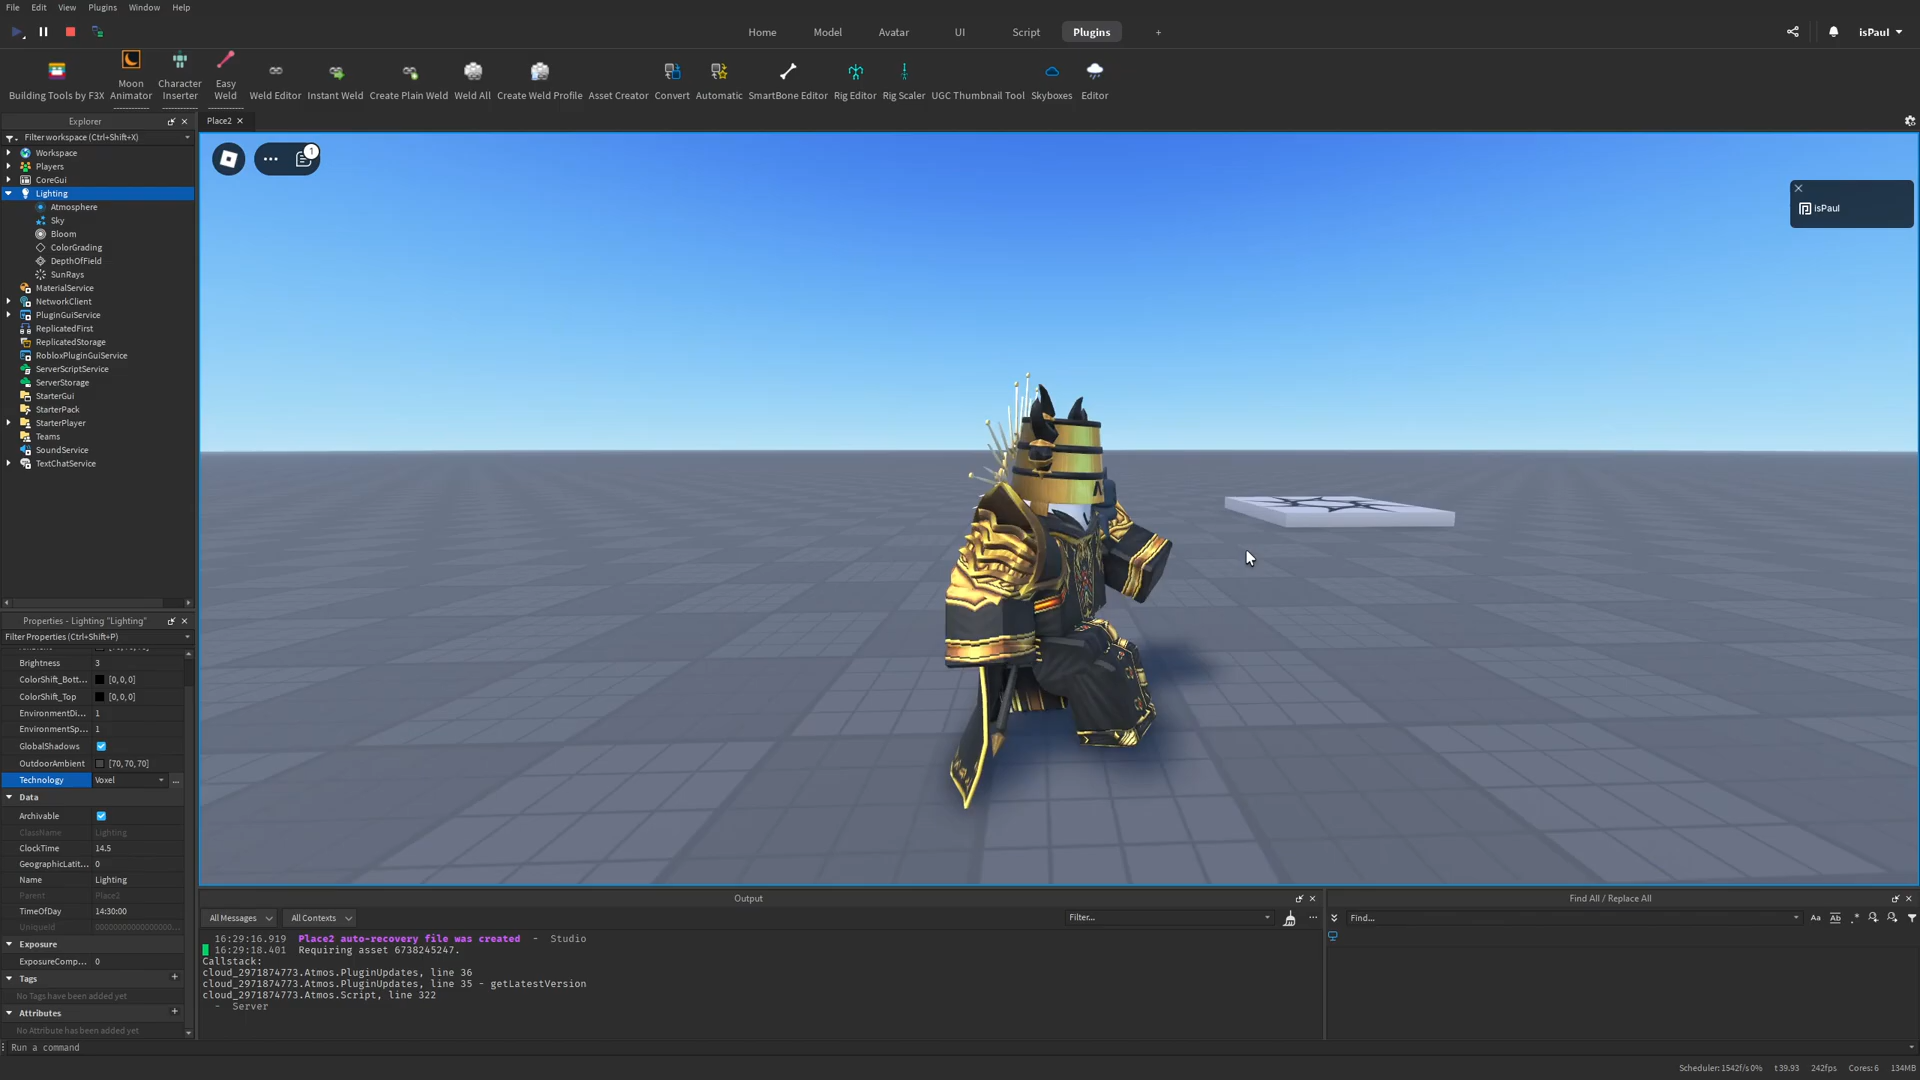 File Edit View Plugins Window Help
Home Model Avatar UI Script Plugins +
isPaul
Building Tools by F3X
Moon Animator
Character Inserter
Easy Weld
Weld Editor
Instant Weld
Create Plain Weld
Weld All
Create Weld Profile
Asset Creator
Convert
Automatic
SmartBone Editor
Rig Editor
Rig Scaler
UGC Thumbnail Tool
Skyboxes
Editor
Explorer
Place2
Filter workspace (Ctrl+Shift+X)
Workspace
Players
CoreGui
Lighting
Atmosphere
Sky
Bloom
ColorGrading
DepthOfField
SunRays
MaterialService
NetworkClient
PluginGuiService
ReplicatedFirst
ReplicatedStorage
RobloxPluginGuiService
ServerScriptService
ServerStorage
StarterGui
StarterPack
StarterPlayer
Teams
SoundService
TextChatService
1
isPaul
Properties - Lighting "Lighting"
Filter Properties (Ctrl+Shift+P)
Brightness 3
ColorShift_Bott... [0,0,0]
ColorShift_Top [0,0,0]
EnvironmentDi... 1
EnvironmentSp... 1
GlobalShadows
OutdoorAmbient [70,70,70]
Technology Voxel ...
Data
Archivable
ClassName Lighting
ClockTime 14.5
GeographicLatit... 0
Name Lighting
Parent Place2
TimeOfDay 14:30:00
Exposure
ExposureComp... 0
Tags +
No Tags have been added yet
Attributes +
No Attribute has been added yet
Output
All Messages All Contexts Filter...
16:29:16.919 Place2 auto-recovery file was created - Studio
16:29:18.401 Requiring asset 6738245247.
Callstack:
cloud_2971874773.Atmos.PluginUpdates, line 36
cloud_2971874773.Atmos.PluginUpdates, line 35 - getLatestVersion
cloud_2971874773.Atmos.Script, line 322
- Server
Find All / Replace All
Find... Aa Ab .*
Run a command
Scheduler: 1542f/s 0% t39.93 242fps Cores: 6 134MB